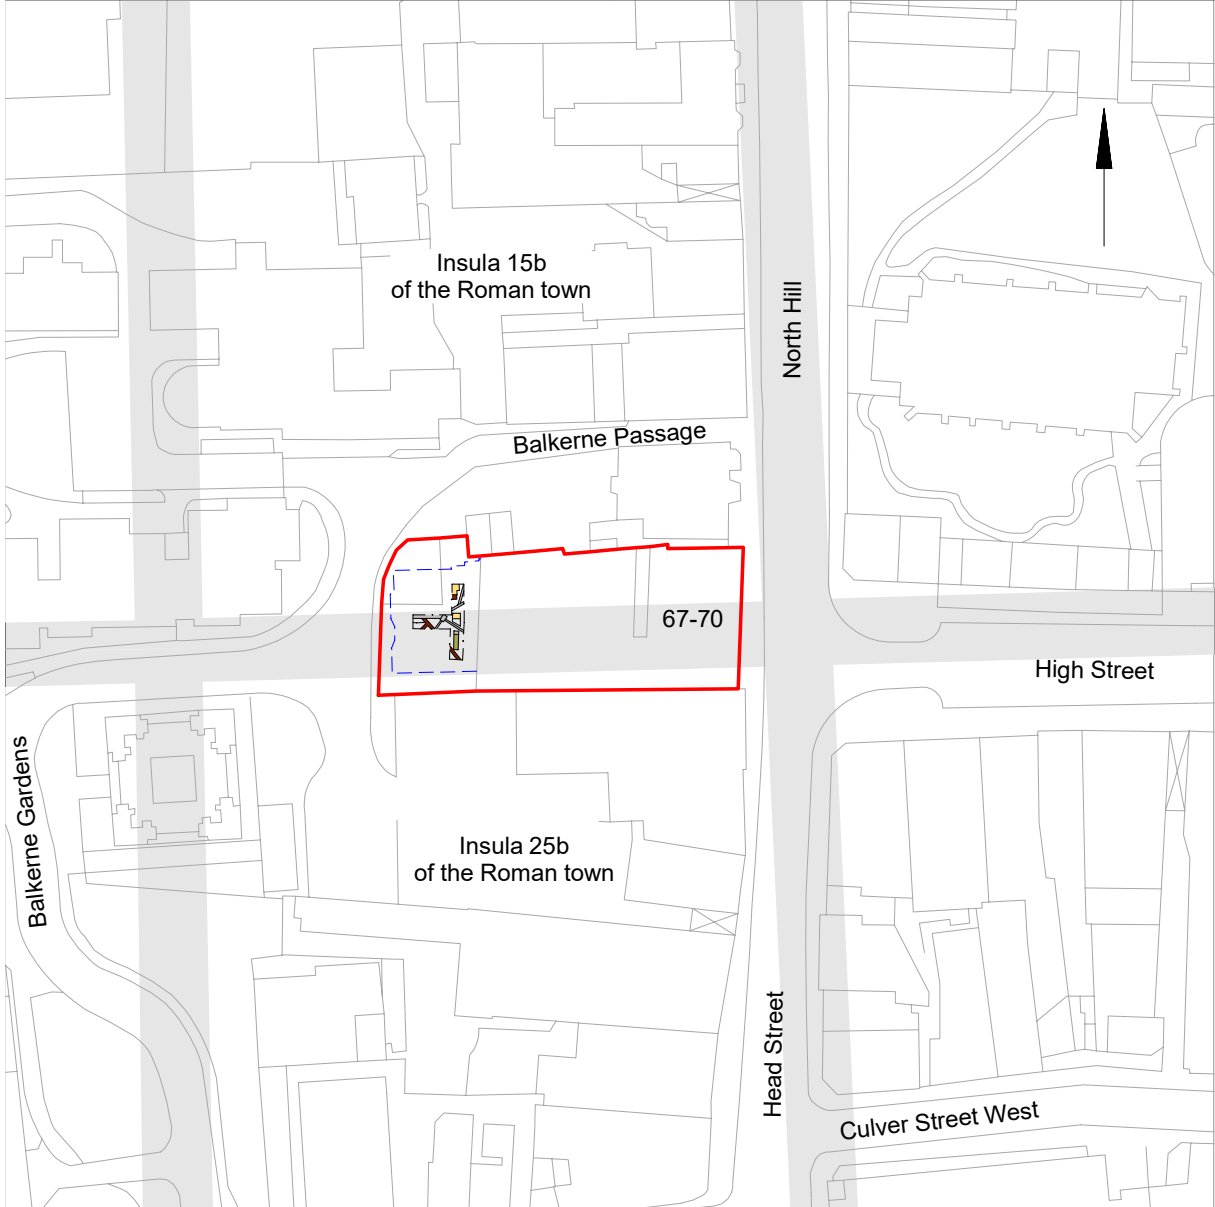 Insula 15b
of the Roman town
North Hill
Balkerne Passage
67-70
High Street
Balkerne Gardens
Insula 25b
of the Roman town
Head Street
Culver Street West